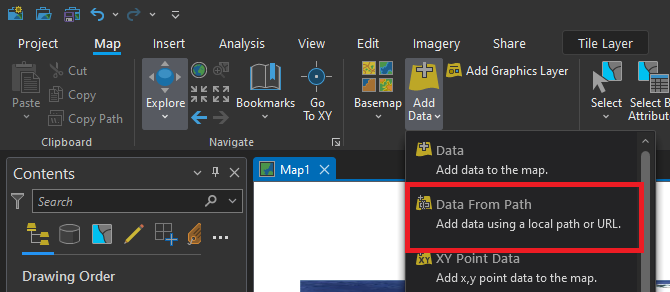 Project Map Insert Analysis View Edit Imagery Share Tile Layer
Paste
Cut
Copy
Copy Path
Clipboard
Explore
Bookmarks
Go
To XY
Navigate
Basemap
Add
Data
Add Graphics Layer
Select
Select B
Attribut
Contents
Search
Drawing Order
Map1
Data
Add data to the map.
Data From Path
Add data using a local path or URL.
XY Point Data
Add x,y point data to the map.